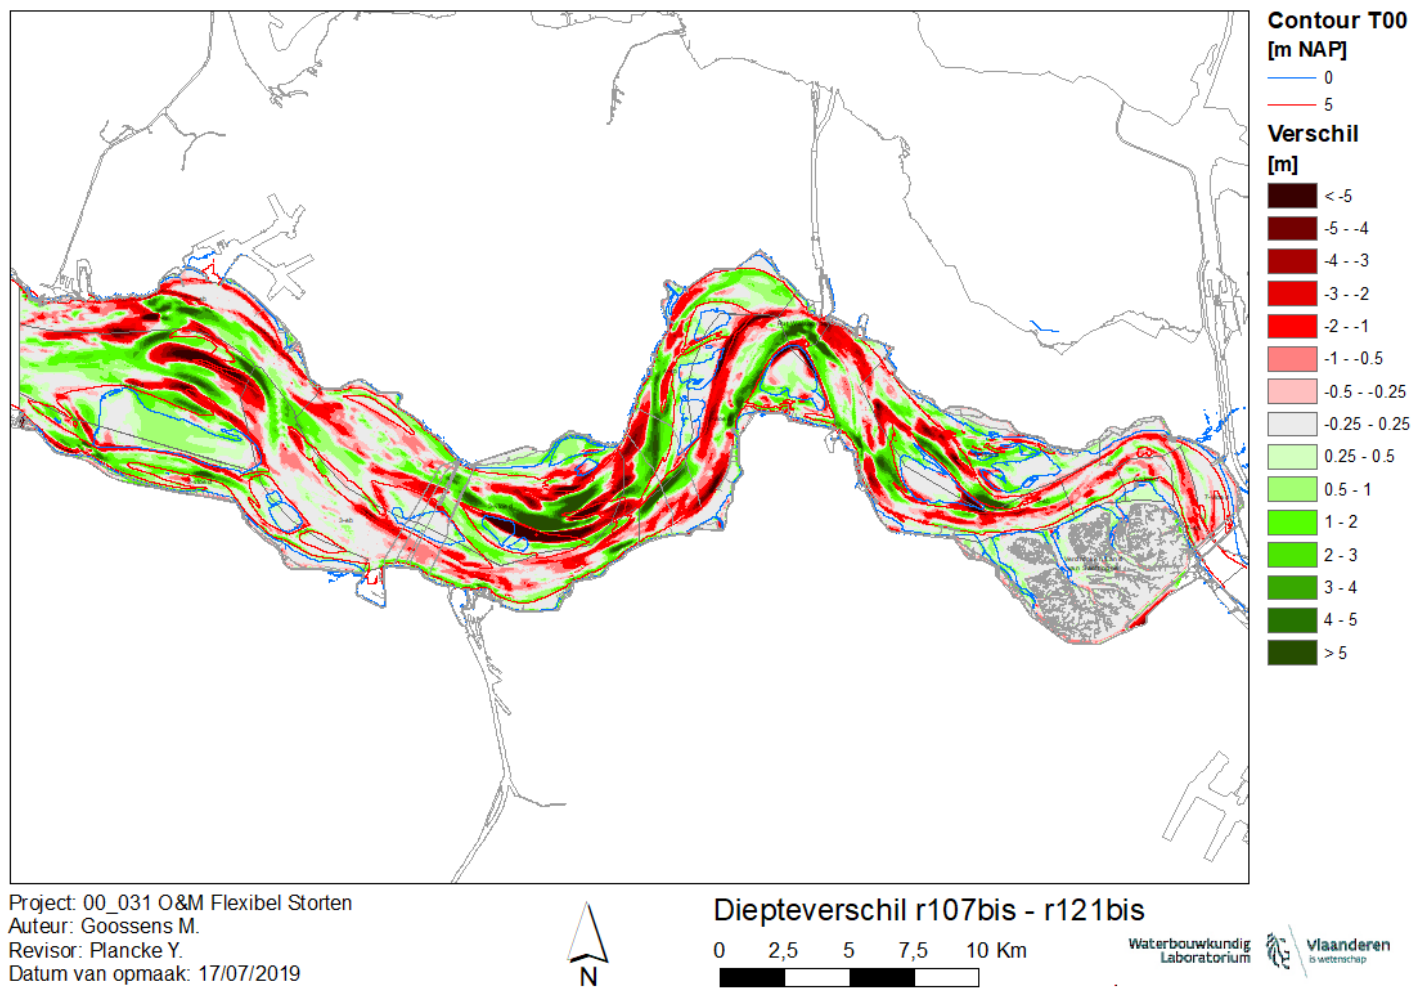 Contour T00
[m NAP]
0
5
Verschil
[m]
< -5
-5 - -4
-4 - -3
-3 - -2
-2 - -1
-1 - -0.5
-0.5 - -0.25
-0.25 - 0.25
0.25 - 0.5
0.5 - 1
1 - 2
2 - 3
3 - 4
4 - 5
> 5
Project: 00_031 O&M Flexibel Storten
Auteur: Goossens M.
Revisor: Plancke Y.
Datum van opmaak: 17/07/2019
N
Diepteverschil r107bis - r121bis
0 2,5 5 7,5 10 Km
Waterbouwkundig
Laboratorium
Vlaanderen
is wetenschap